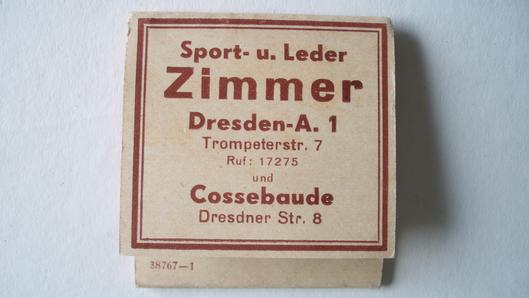 Sport- u. Leder
Zimmer
Dresden-A. 1
Trompeterstr. 7
Ruf: 17275
und
Cossebaude
Dresdner Str. 8
38767—1